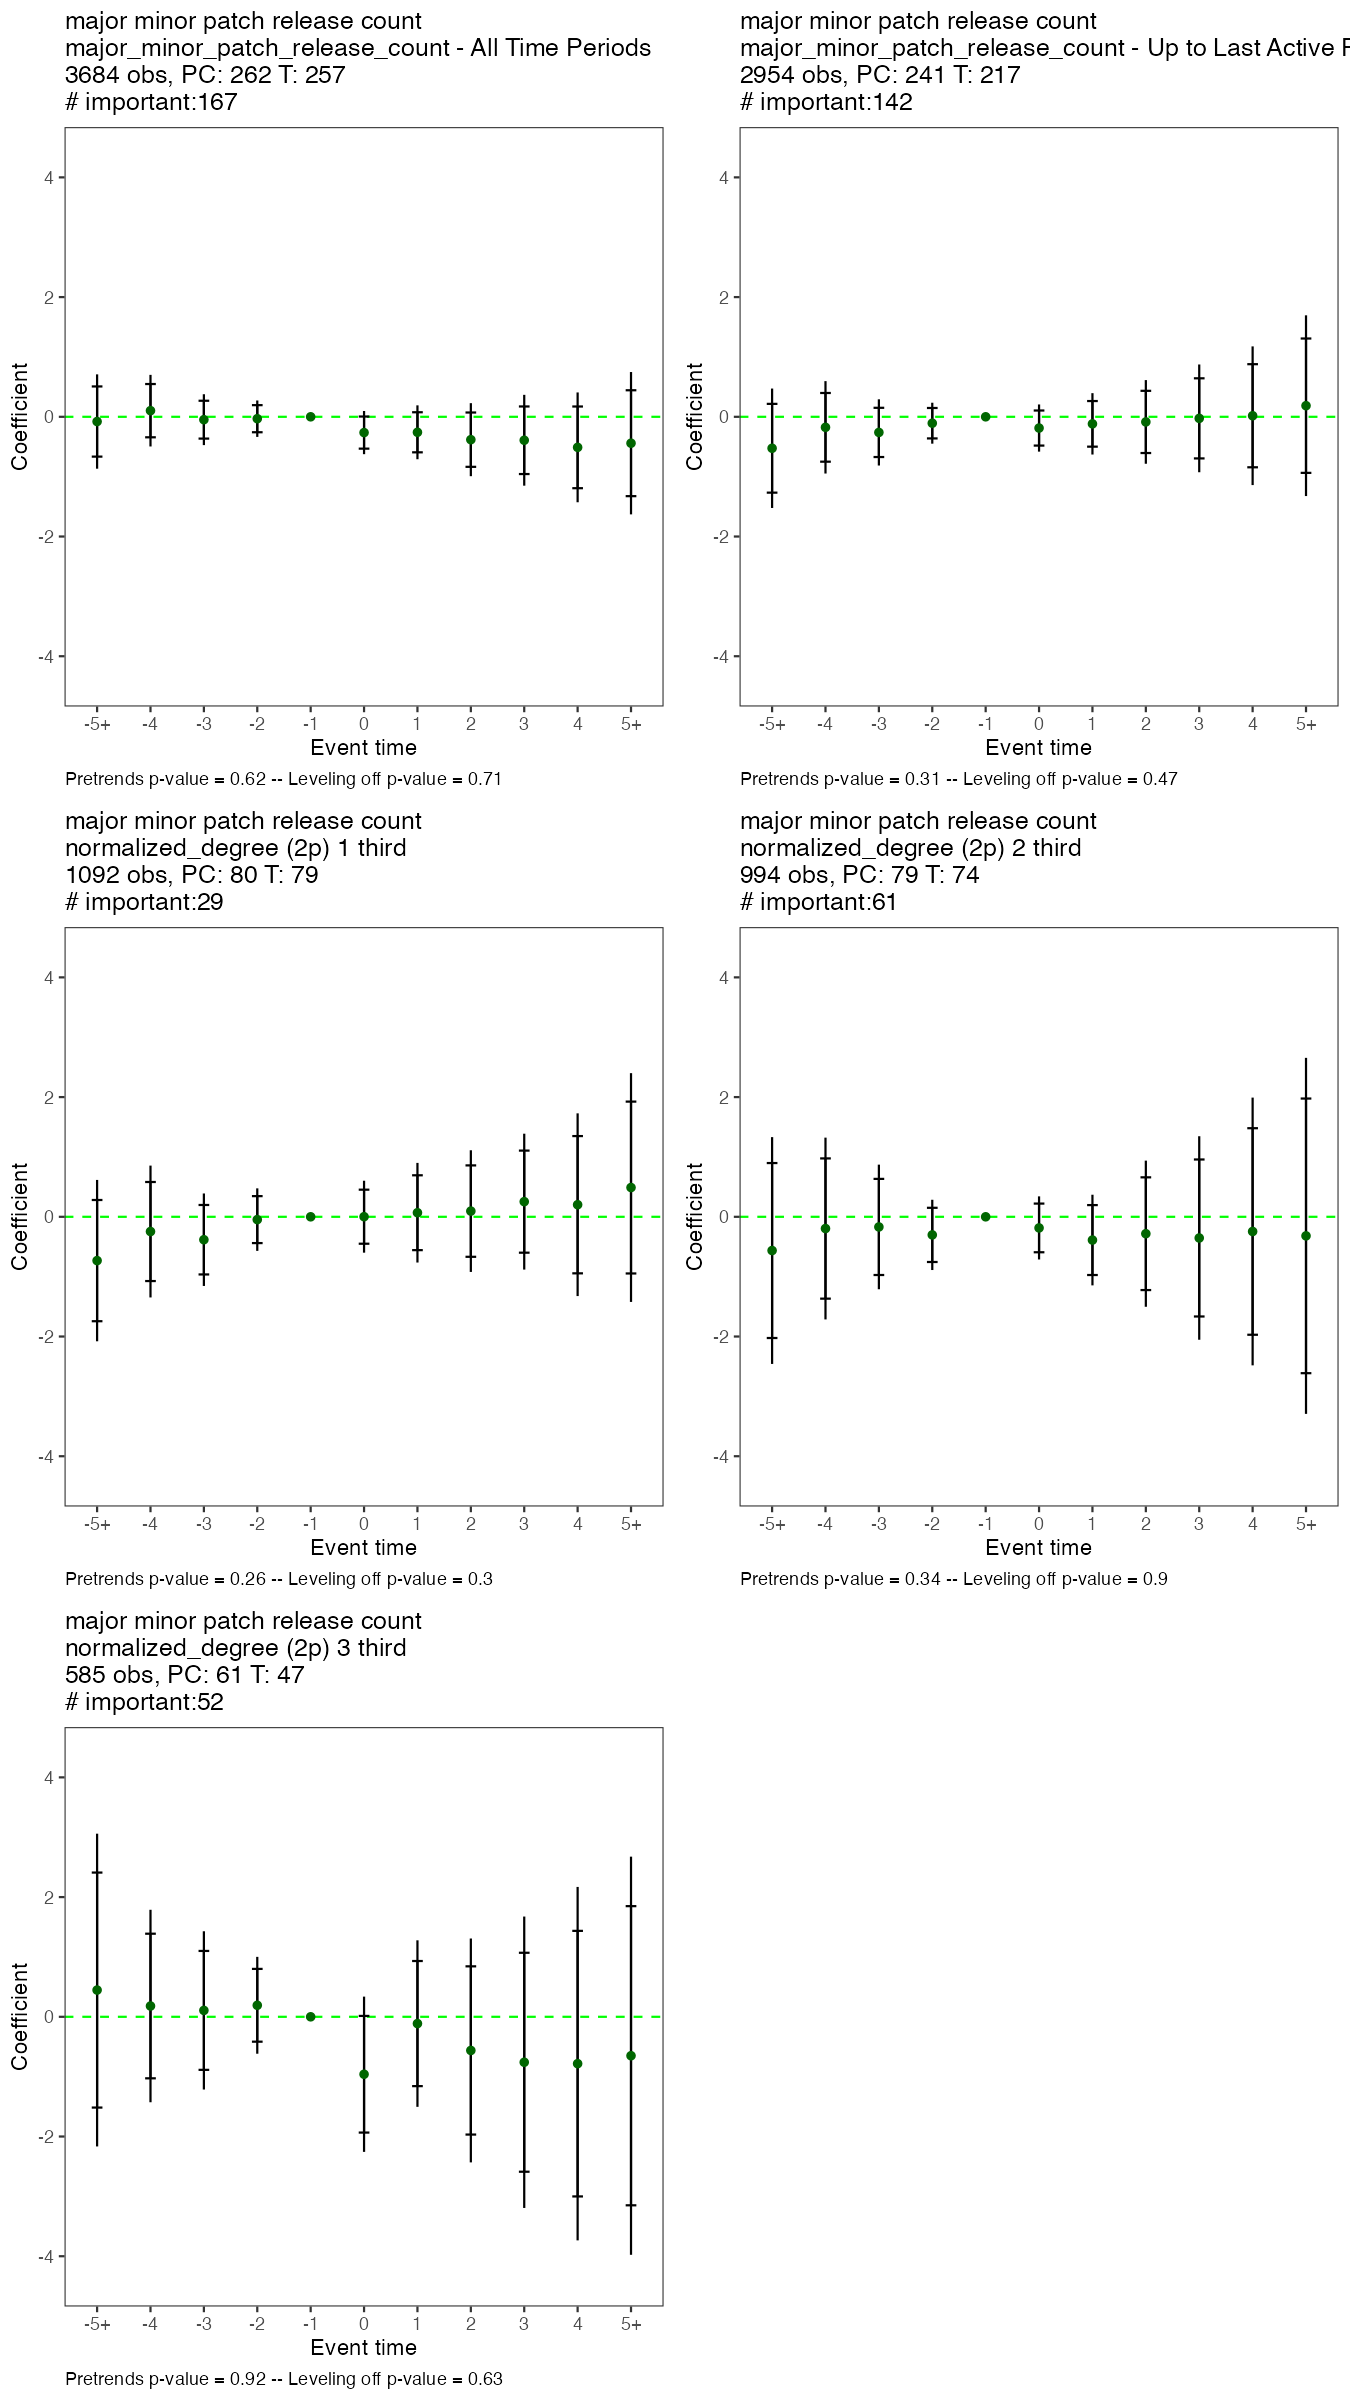 major minor patch release count
major_minor_patch_release_count - All Time Periods
3684 obs, PC: 262 T: 257
# important:167
4
2
0
-2
-4
Coefficient
-5+ -4 -3 -2 -1 0 1 2 3 4 5+
Event time
Pretrends p-value = 0.62 -- Leveling off p-value = 0.71
major minor patch release count
major_minor_patch_release_count - Up to Last Active
2954 obs, PC: 241 T: 217
# important:142
4
2
0
-2
-4
Coefficient
-5+ -4 -3 -2 -1 0 1 2 3 4 5+
Event time
Pretrends p-value = 0.31 -- Leveling off p-value = 0.47
major minor patch release count
normalized_degree (2p) 1 third
1092 obs, PC: 80 T: 79
# important:29
4
2
0
-2
-4
Coefficient
-5+ -4 -3 -2 -1 0 1 2 3 4 5+
Event time
Pretrends p-value = 0.26 -- Leveling off p-value = 0.3
major minor patch release count
normalized_degree (2p) 2 third
994 obs, PC: 79 T: 74
# important:61
4
2
0
-2
-4
Coefficient
-5+ -4 -3 -2 -1 0 1 2 3 4 5+
Event time
Pretrends p-value = 0.34 -- Leveling off p-value = 0.9
major minor patch release count
normalized_degree (2p) 3 third
585 obs, PC: 61 T: 47
# important:52
4
2
0
-2
-4
Coefficient
-5+ -4 -3 -2 -1 0 1 2 3 4 5+
Event time
Pretrends p-value = 0.92 -- Leveling off p-value = 0.63